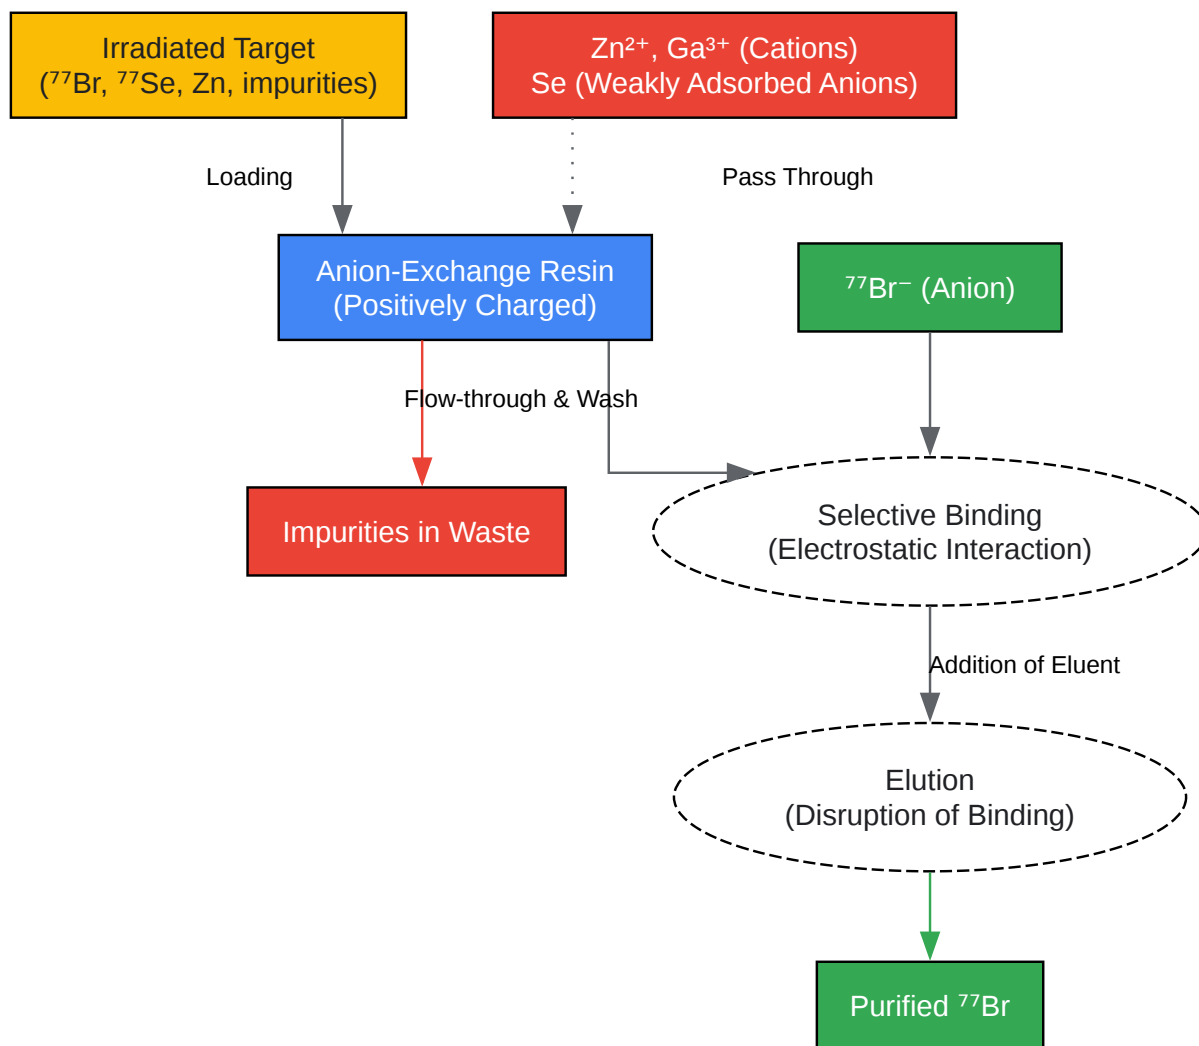 Irradiated Target
(⁷⁷Br, ⁷⁷Se, Zn, impurities)
Zn²⁺, Ga³⁺ (Cations)
Se (Weakly Adsorbed Anions)
Loading
Pass Through
Anion-Exchange Resin
(Positively Charged)
⁷⁷Br⁻ (Anion)
Flow-through & Wash
Impurities in Waste
Selective Binding
(Electrostatic Interaction)
Addition of Eluent
Elution
(Disruption of Binding)
Purified ⁷⁷Br